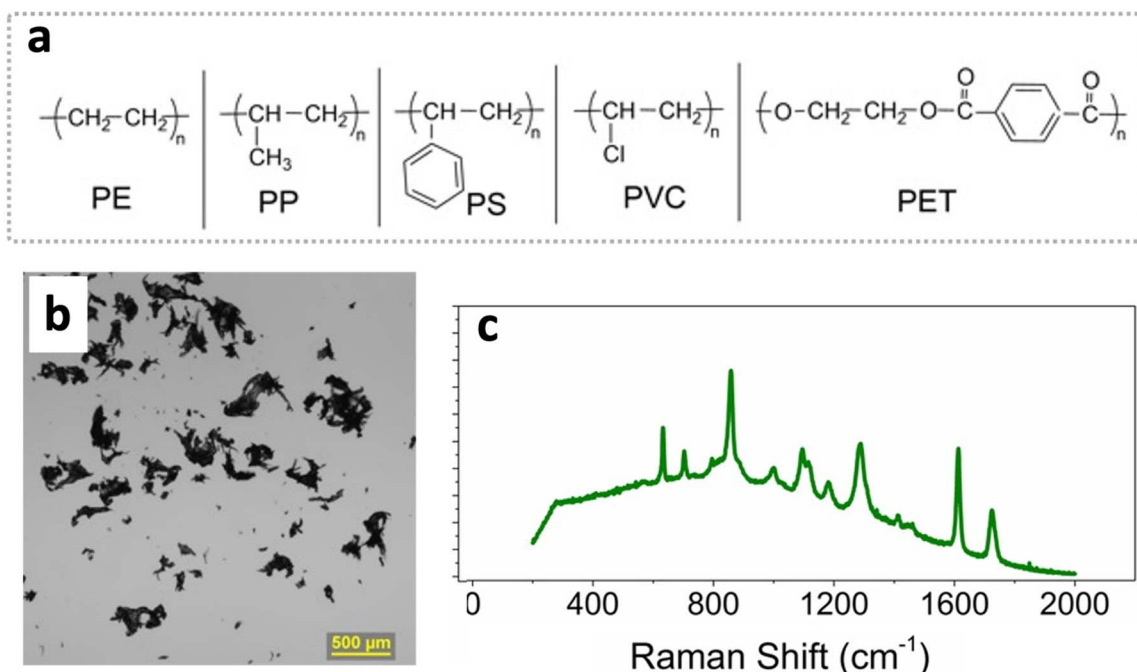 a
–(CH₂–CH₂)ₙ
PE
–(CH–CH₂)ₙ
CH₃
PP
–(CH–CH₂)ₙ
PS
–(CH–CH₂)ₙ
Cl
PVC
O O
–(O–CH₂–CH₂–O–C C–)ₙ
PET
b
500 µm
c
0 400 800 1200 1600 2000
Raman Shift (cm⁻¹)